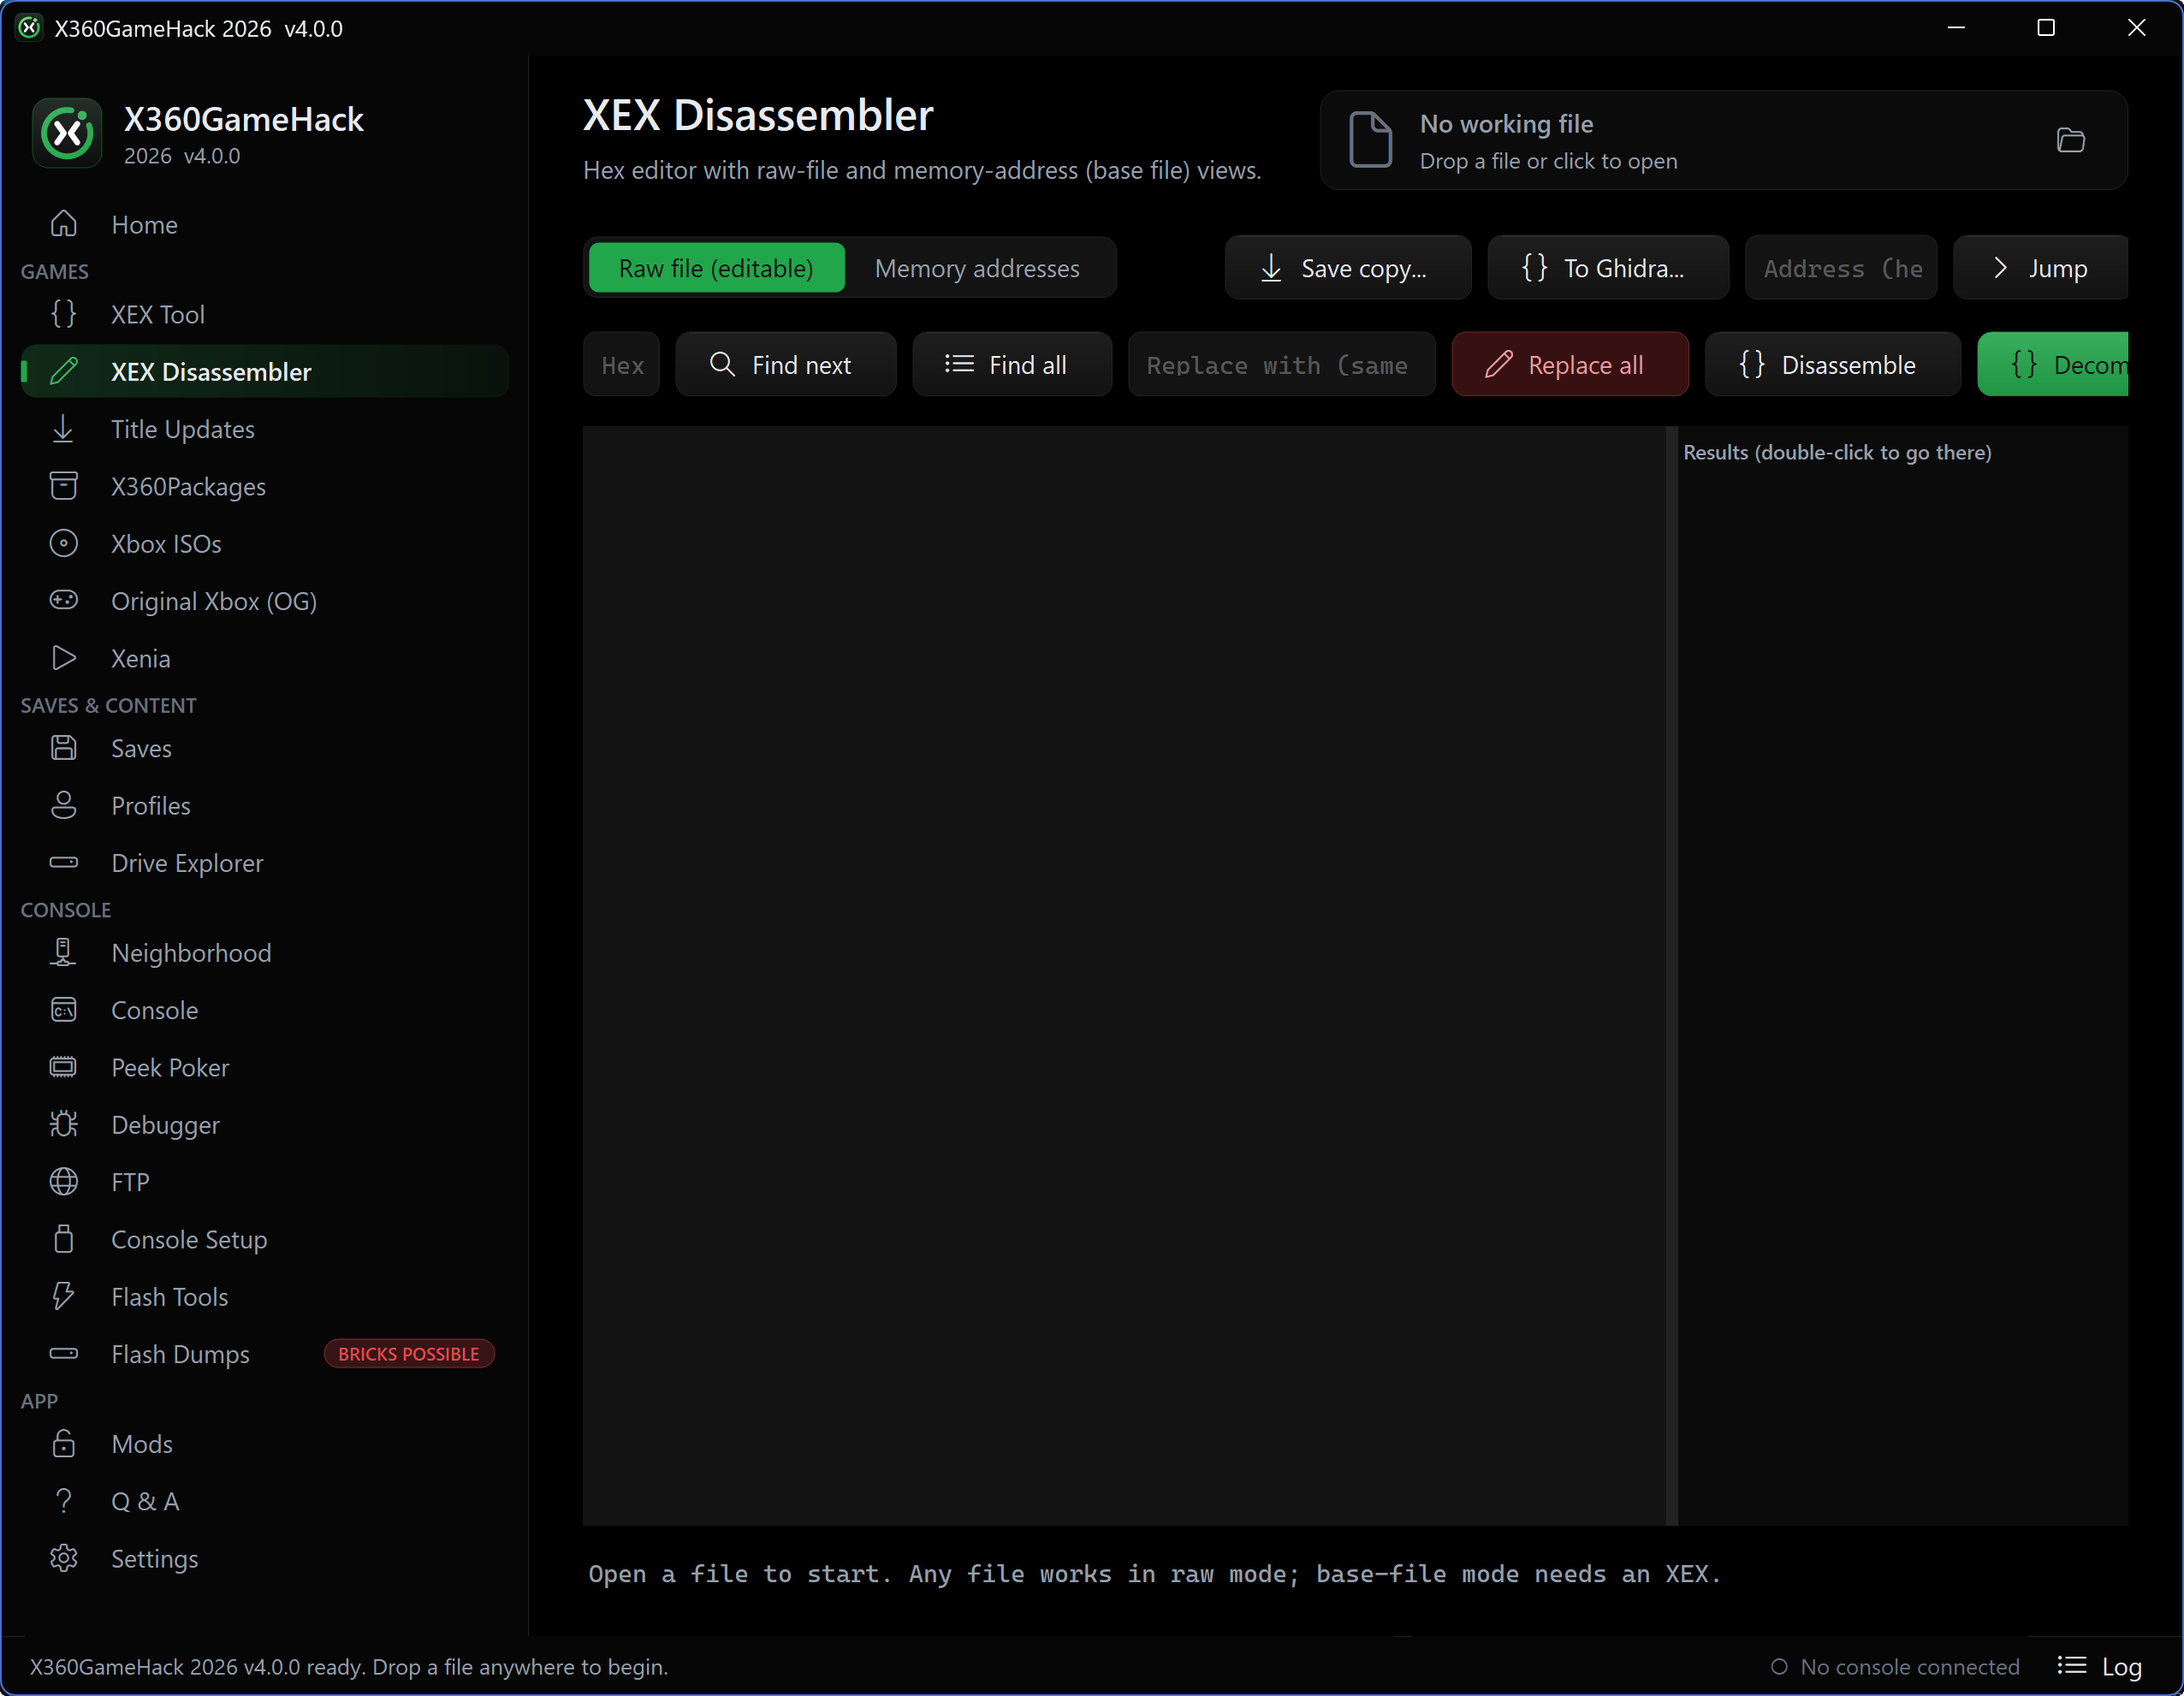 X360GameHack 2026 v4.0.0
X360GameHack
2026 v4.0.0
Home
GAMES
XEX Tool
XEX Disassembler
Title Updates
X360Packages
Xbox ISOs
Original Xbox (OG)
Xenia
SAVES & CONTENT
Saves
Profiles
Drive Explorer
CONSOLE
Neighborhood
Console
Peek Poker
Debugger
FTP
Console Setup
Flash Tools
Flash Dumps BRICKS POSSIBLE
APP
Mods
Q & A
Settings
XEX Disassembler
Hex editor with raw-file and memory-address (base file) views.
No working file
Drop a file or click to open
Raw file (editable) Memory addresses Save copy... {} To Ghidra... Address (he Jump
Hex Find next Find all Replace with (same Replace all {} Disassemble {} Decom
Results (double-click to go there)
Open a file to start. Any file works in raw mode; base-file mode needs an XEX.
X360GameHack 2026 v4.0.0 ready. Drop a file anywhere to begin. No console connected Log